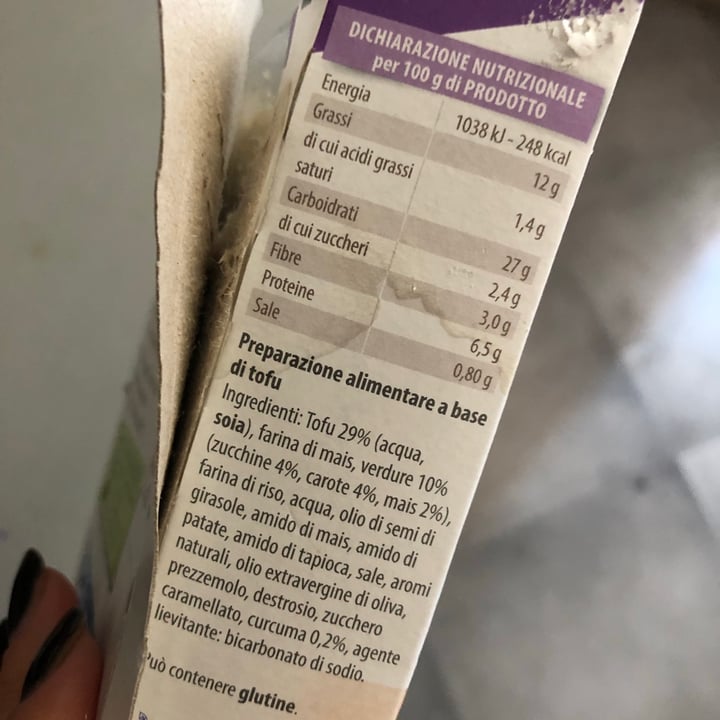 DICHIARAZIONE NUTRIZIONALE
per 100 g di PRODOTTO
Energia 1038 kJ - 248 kcal
Grassi 12 g
di cui acidi grassi
saturi 1,4 g
Carboidrati 27 g
di cui zuccheri 2,4 g
Fibre 3,0 g
Proteine 6,5 g
Sale 0,80 g
Preparazione alimentare a base
di tofu
Ingredienti: Tofu 29% (acqua,
soia), farina di mais, verdure 10%
(zucchine 4%, carote 4%, mais 2%),
farina di riso, acqua, olio di semi di
girasole, amido di mais, amido di
patate, amido di tapioca, sale, aromi
naturali, olio extravergine di oliva,
prezzemolo, destrosio, zucchero
caramellato, curcuma 0,2%, agente
lievitante: bicarbonato di sodio.
Può contenere glutine.